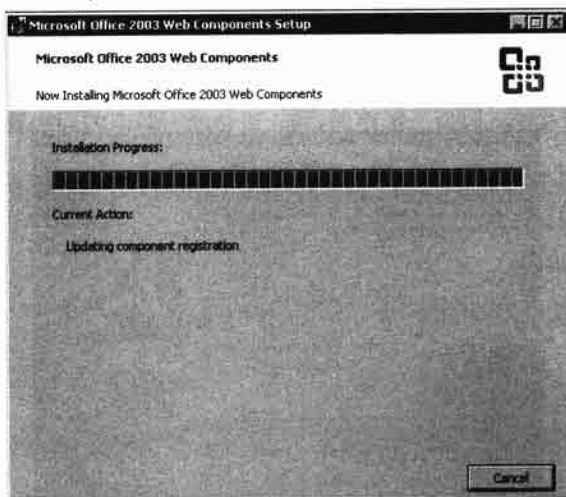 Microsoft Office 2003 Web Components Setup
Microsoft Office 2003 Web Components
Now Installing Microsoft Office 2003 Web Components
Installation Progress:
Current Action:
Updating component registration
Cancel